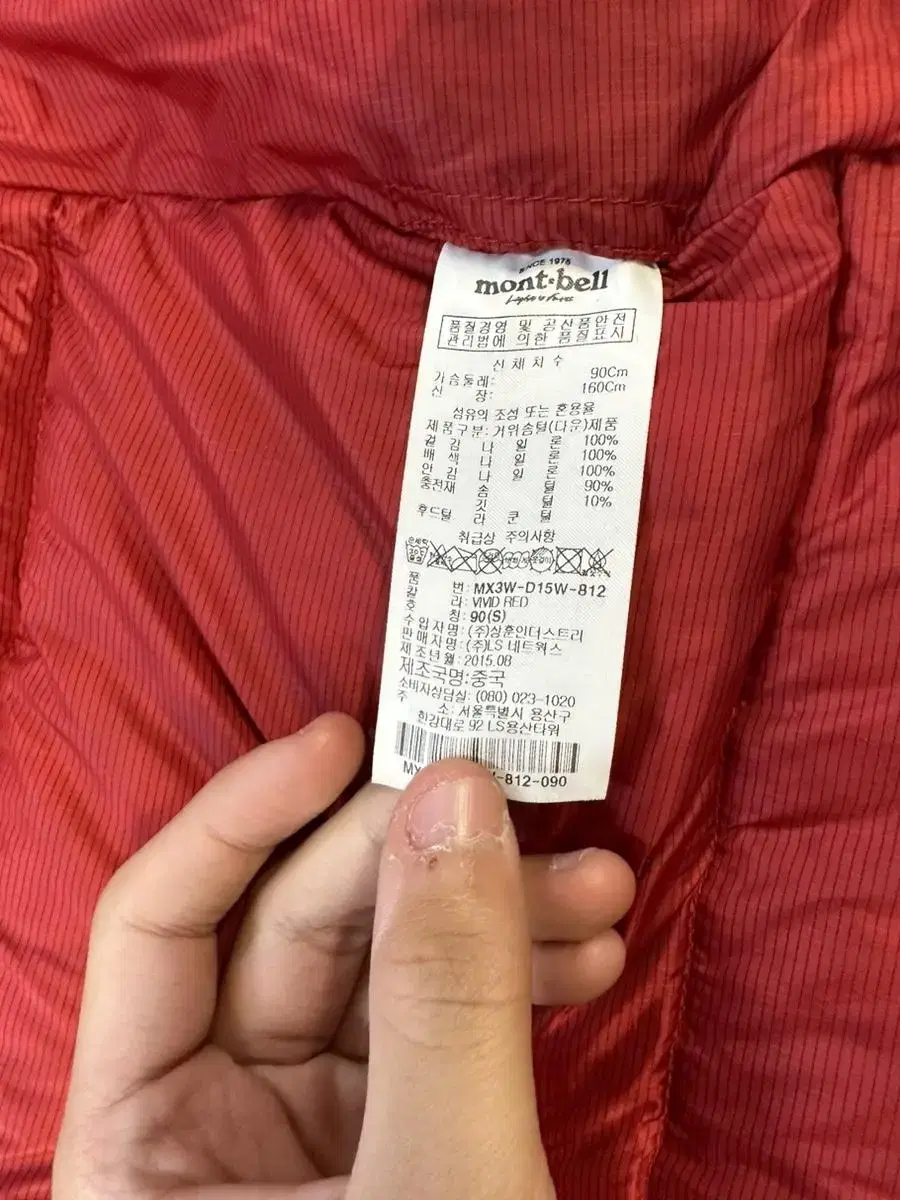 SINCE 1975
mont·bell
Light & Fast
품질경영 및 공산품안전
관리법에 의한 품질표시
신체치수
가슴둘레: 90Cm
신 장: 160Cm
섬유의 조성 또는 혼용율
제품구분: 거위솜털(다운)제품
겉 감 나 일 론 100%
배 색 나 일 론 100%
안 감 나 일 론 100%
충전재 솜 털 90%
깃 털 10%
후드털 라 쿤 털
취급상 주의사항
품 번: MX3W-D15W-812
칼 라: VIVID RED
호 칭: 90(S)
수입자명: (주)상훈인더스트리
판매자명: (주)LS 네트웍스
제조년월: 2015.08
제조국명: 중국
소비자상담실: (080) 023-1020
주 소: 서울특별시 용산구
한강대로 92 LS용산타워
-812-090